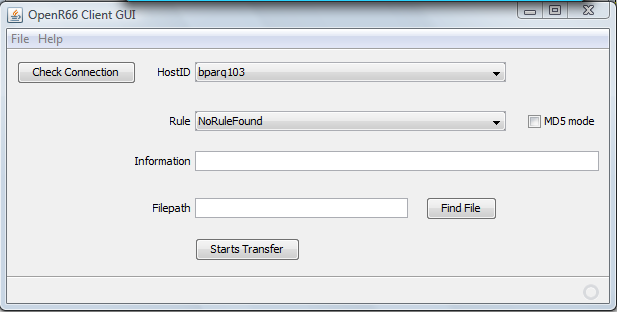 OpenR66 Client GUI
File Help
Check Connection HostID bparq103
Rule NoRuleFound MD5 mode
Information
Filepath Find File
Starts Transfer